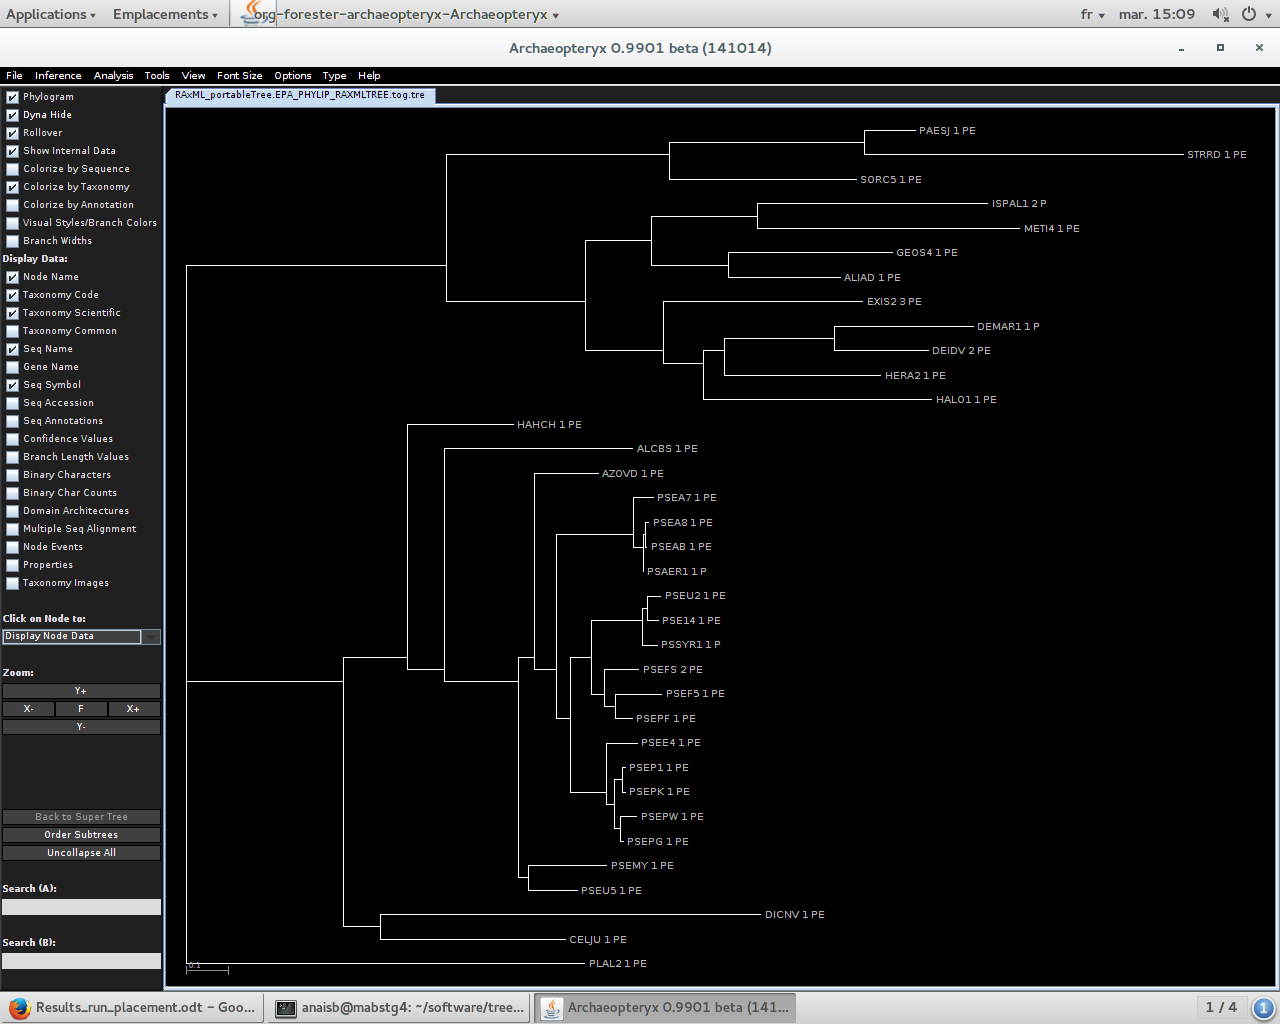 Applications Emplacements org-forester-archaeopteryx-Archaeopteryx fr mar. 15:09
Archaeopteryx 0.9901 beta (141014)
File Inference Analysis Tools View Font Size Options Type Help
RAxML_portableTree.EPA_PHYLIP_RAXMLTREE.tog.tre
Phylogram
Dyna Hide
Rollover
Show Internal Data
Colorize by Sequence
Colorize by Taxonomy
Colorize by Annotation
Visual Styles/Branch Colors
Branch Widths
Display Data:
Node Name
Taxonomy Code
Taxonomy Scientific
Taxonomy Common
Seq Name
Gene Name
Seq Symbol
Seq Accession
Seq Annotations
Confidence Values
Branch Length Values
Binary Characters
Binary Char Counts
Domain Architectures
Multiple Seq Alignment
Node Events
Properties
Taxonomy Images
Click on Node to:
Display Node Data
Zoom:
Y+
X- F X+
Y-
Back to Super Tree
Order Subtrees
Uncollapse All
Search (A):
Search (B):
PAESJ 1 PE
STRRD 1 PE
SORC5 1 PE
ISPAL1 2 P
METI4 1 PE
GEOS4 1 PE
ALIAD 1 PE
EXIS2 3 PE
DEMAR1 1 P
DEIDV 2 PE
HERA2 1 PE
HALO1 1 PE
HAHCH 1 PE
ALCBS 1 PE
AZOVD 1 PE
PSEA7 1 PE
PSEA8 1 PE
PSEAB 1 PE
PSAER1 1 P
PSEU2 1 PE
PSE14 1 PE
PSSYR1 1 P
PSEFS 2 PE
PSEF5 1 PE
PSEPF 1 PE
PSEE4 1 PE
PSEP1 1 PE
PSEPK 1 PE
PSEPW 1 PE
PSEPG 1 PE
PSEMY 1 PE
PSEU5 1 PE
DICNV 1 PE
CELJU 1 PE
PLAL2 1 PE
0.1
Results_run_placement.odt – Goo... anaisb@mabstg4: ~/software/tree... Archaeopteryx 0.9901 beta (141... 1 / 4 1